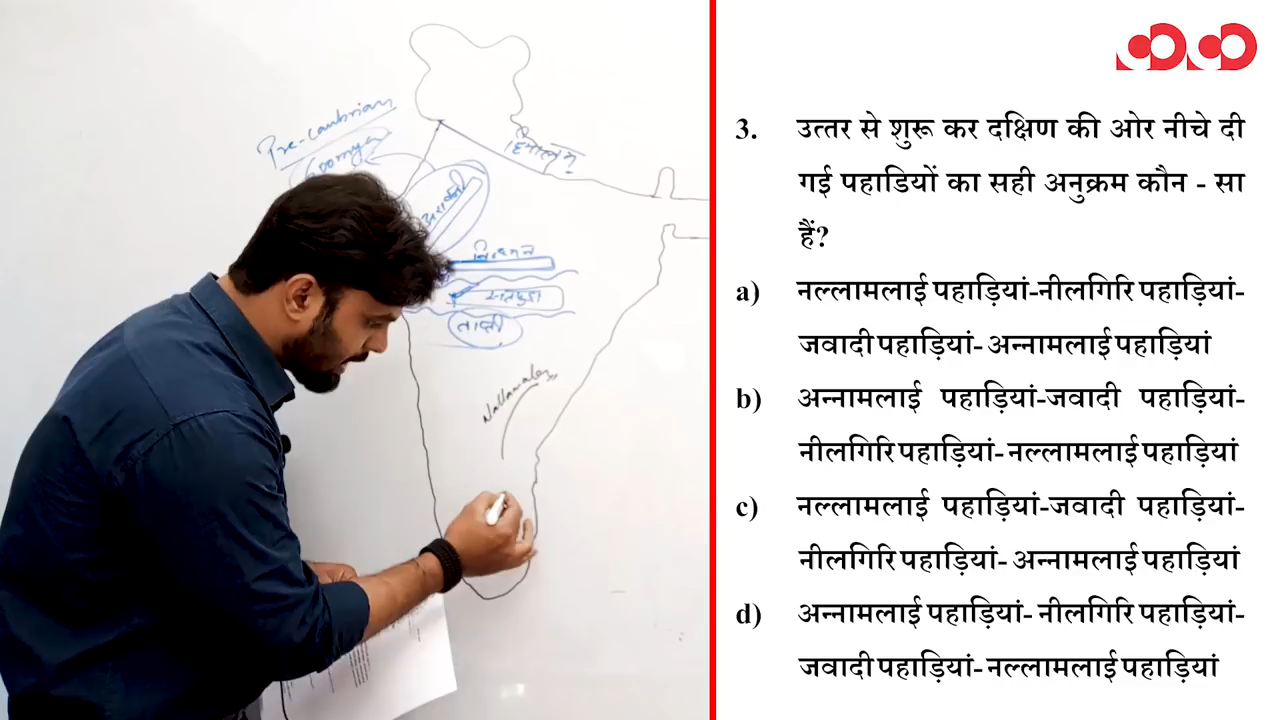 Pre-Cambrian
हिमालय
अरावली
सतपुड़ा
ताप्ती
Nallamalai
3. उत्तर से शुरू कर दक्षिण की ओर नीचे दी
गई पहाडियों का सही अनुक्रम कौन - सा
हैं?
a) नल्लामलाई पहाड़ियां-नीलगिरि पहाड़ियां-
जवादी पहाड़ियां- अन्नामलाई पहाड़ियां
b) अन्नामलाई पहाड़ियां-जवादी पहाड़ियां-
नीलगिरि पहाड़ियां- नल्लामलाई पहाड़ियां
c) नल्लामलाई पहाड़ियां-जवादी पहाड़ियां-
नीलगिरि पहाड़ियां- अन्नामलाई पहाड़ियां
d) अन्नामलाई पहाड़ियां- नीलगिरि पहाड़ियां-
जवादी पहाड़ियां- नल्लामलाई पहाड़ियां